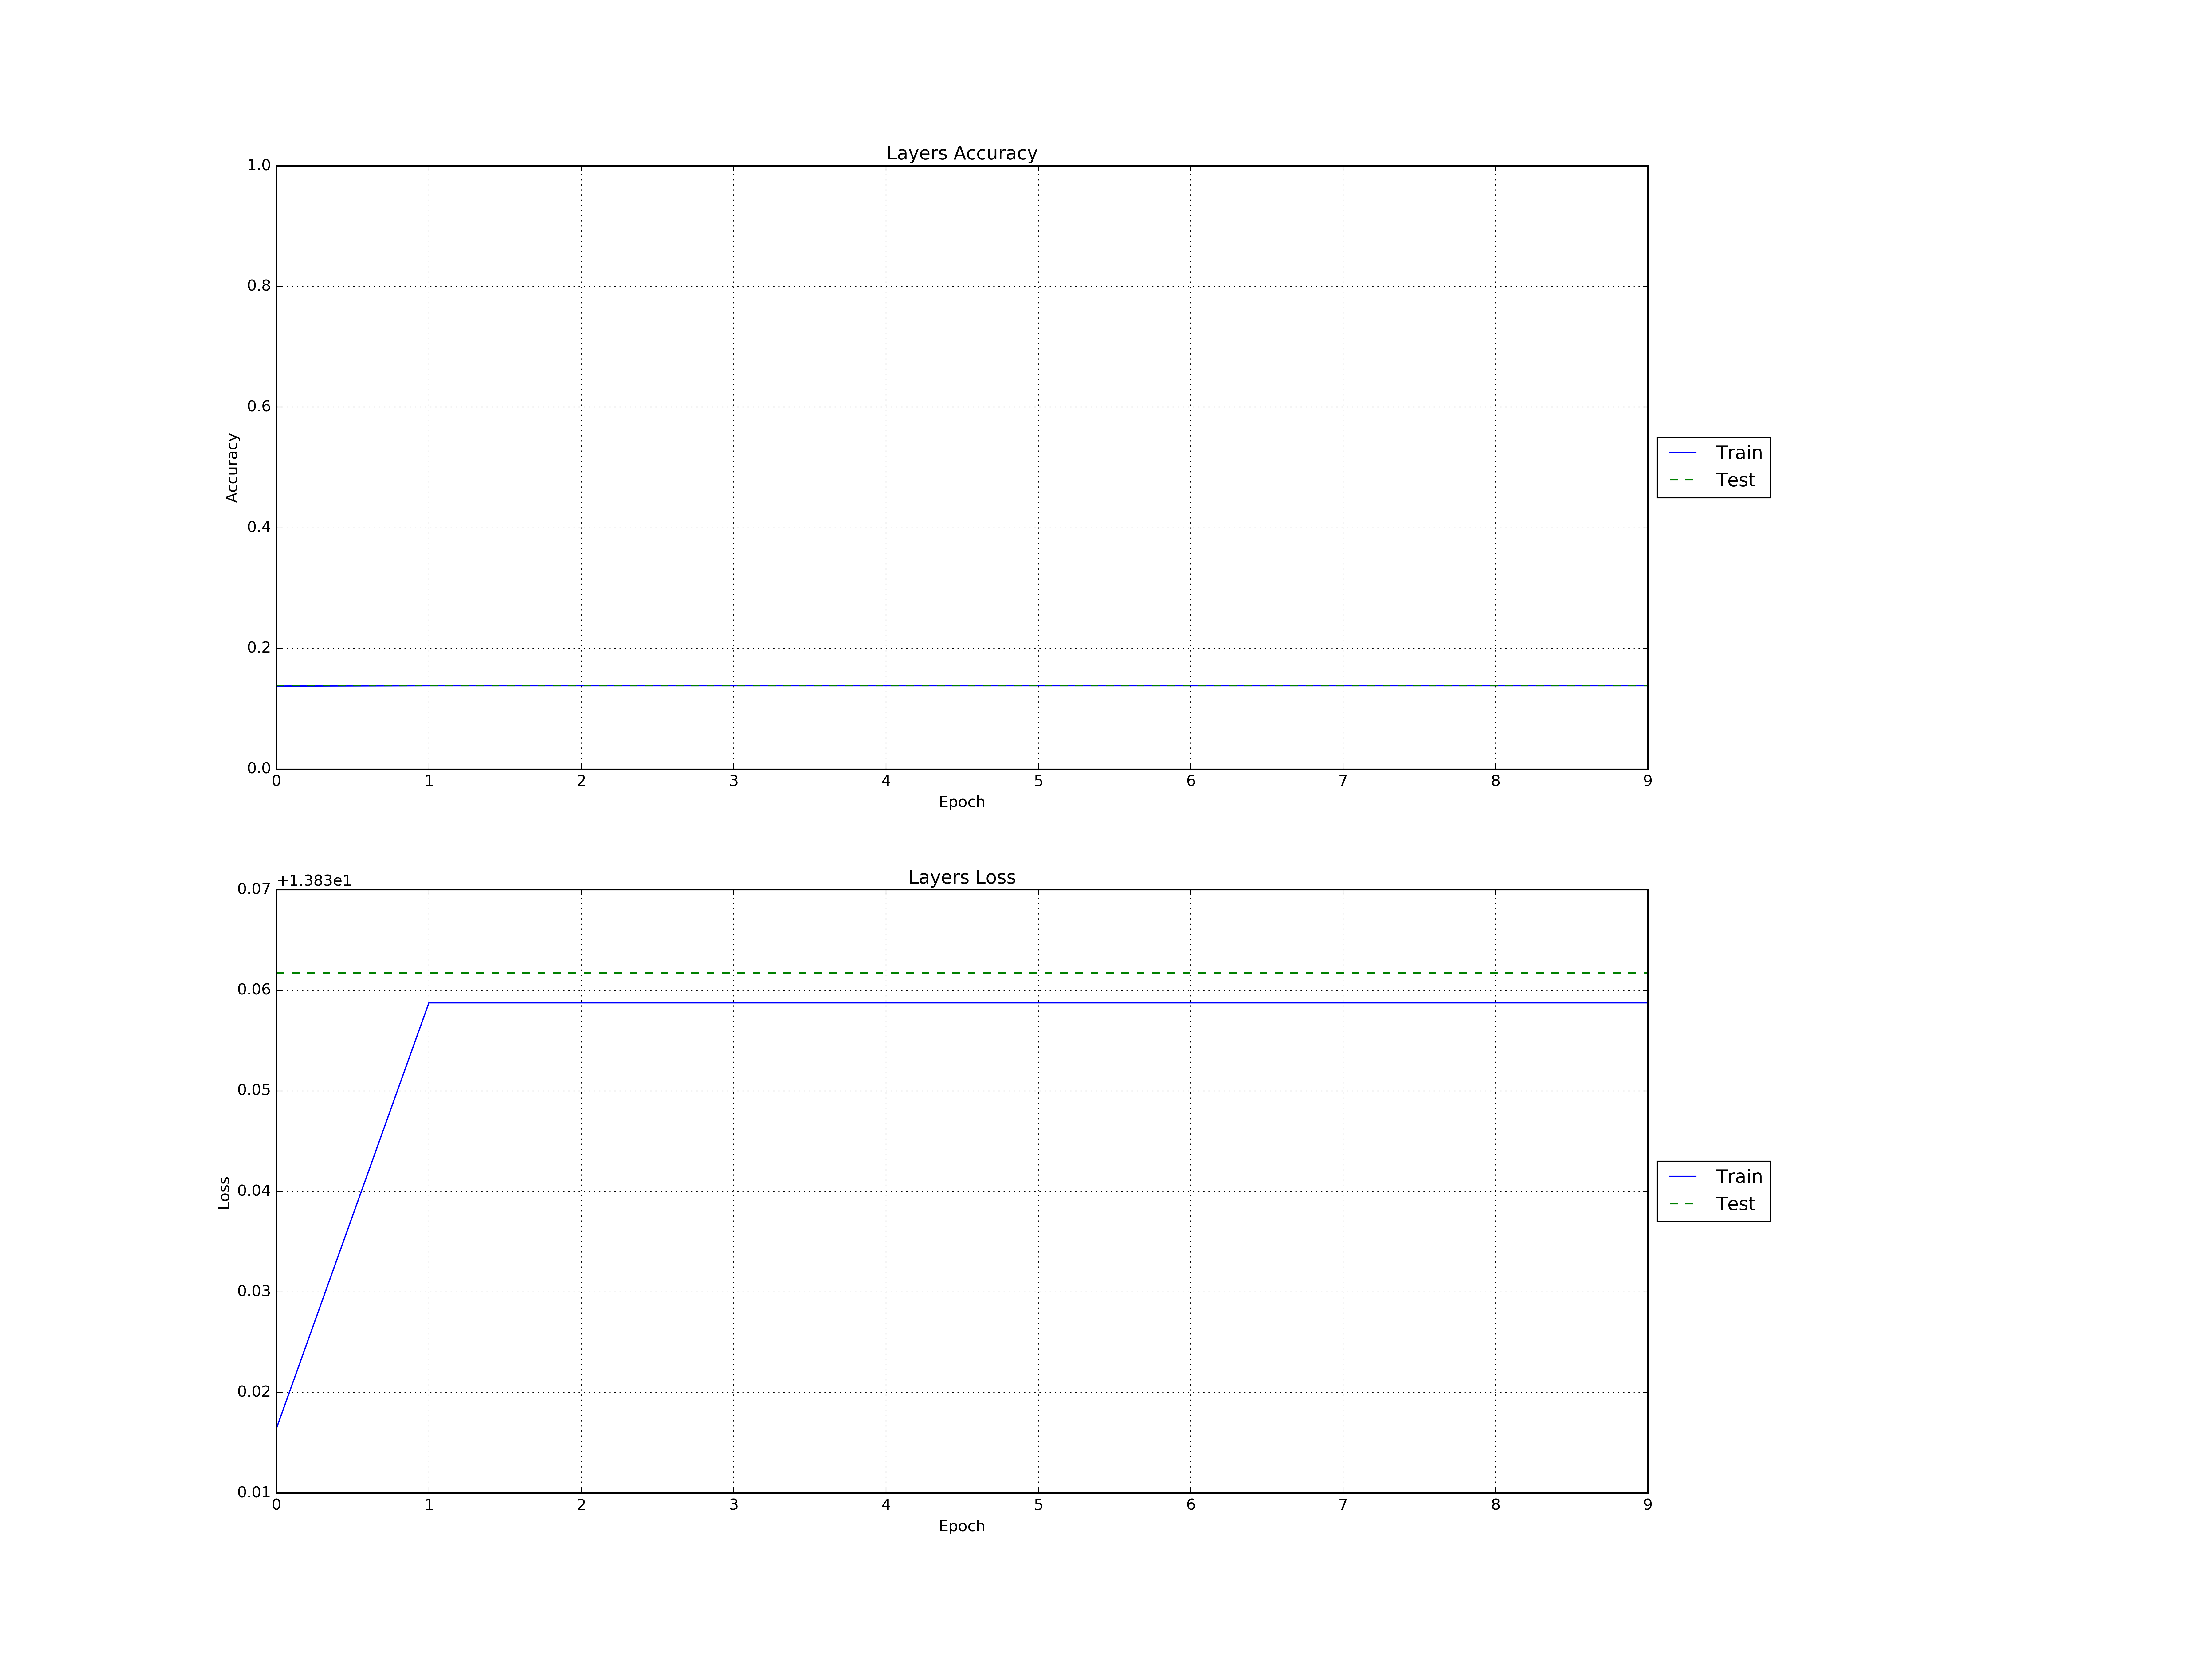 Layers Accuracy
1.0
0.8
0.6
0.4
0.2
0.0
Accuracy
0 1 2 3 4 5 6 7 8 9
Epoch
Train
Test
Layers Loss
+1.383e1
0.07
0.06
0.05
0.04
0.03
0.02
0.01
Loss
0 1 2 3 4 5 6 7 8 9
Epoch
Train
Test